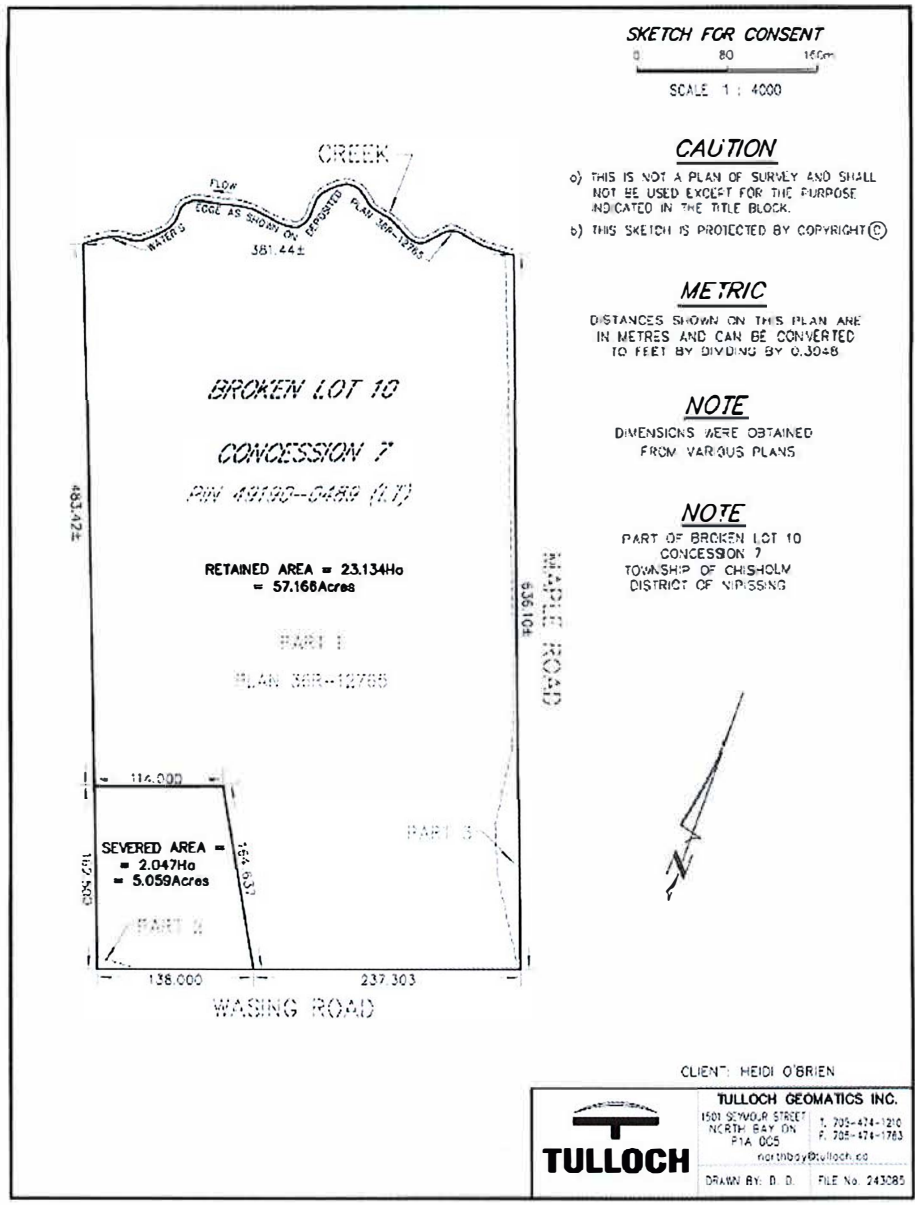 SKETCH FOR CONSENT
0 80 160m
SCALE 1 : 4000
CAUTION
a) THIS IS NOT A PLAN OF SURVEY AND SHALL
NOT BE USED EXCEPT FOR THE PURPOSE
INDICATED IN THE TITLE BLOCK.
b) THIS SKETCH IS PROTECTED BY COPYRIGHT ©
METRIC
DISTANCES SHOWN ON THIS PLAN ARE
IN METRES AND CAN BE CONVERTED
TO FEET BY DIVIDING BY 0.3048
NOTE
DIMENSIONS WERE OBTAINED
FROM VARIOUS PLANS
NOTE
PART OF BROKEN LOT 10
CONCESSION 7
TOWNSHIP OF CHISHOLM
DISTRICT OF NIPISSING
CREEK
FLOW
WATER'S EDGE AS SHOWN ON DEPOSITED PLAN 36R-12765
381.44±
BROKEN LOT 10
CONCESSION 7
PIN 49190-0489 (LT)
483.42±
RETAINED AREA = 23.134Ha
= 57.166Acres
636.10±
MAPLE ROAD
PART 1
PLAN 36R-12765
114.000
SEVERED AREA =
= 2.047Ha
= 5.059Acres
162.500
164.637
PART 3
PART 2
138.000
237.303
WASING ROAD
N
CLIENT: HEIDI O'BRIEN
TULLOCH
TULLOCH GEOMATICS INC.
1501 SEYMOUR STREET
NORTH BAY ON
P1A 0C5
T. 705-474-1210
F. 705-474-1783
northbay@tulloch.ca
DRAWN BY: D. D.
FILE No. 243085